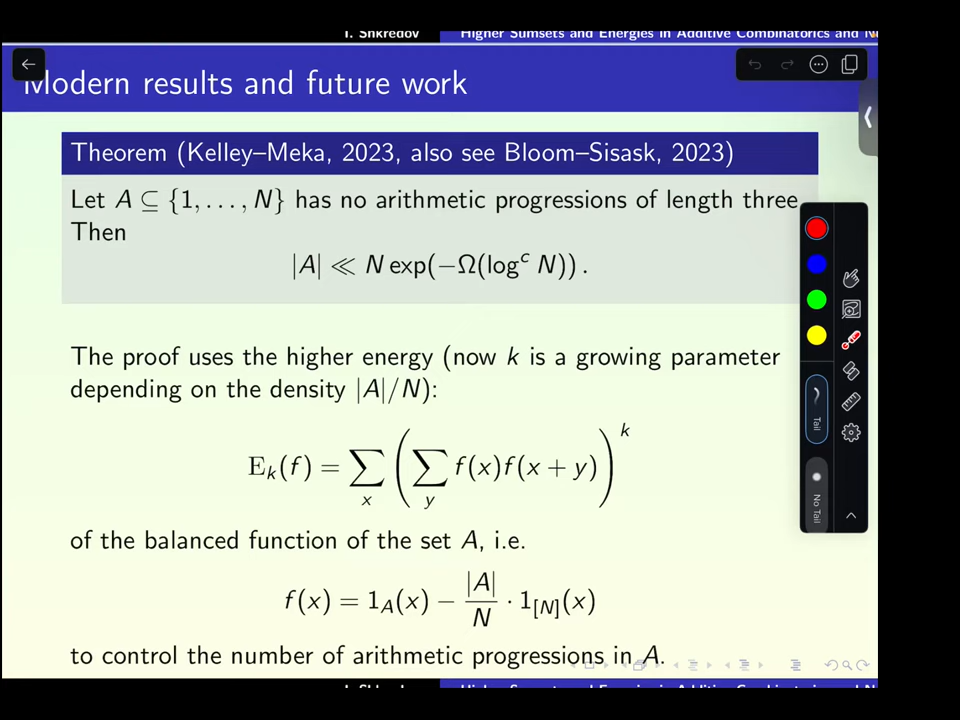 I. Shkredov Higher Sumsets and Energies in Additive Combinatorics and
Modern results and future work
Theorem (Kelley–Meka, 2023, also see Bloom–Sisask, 2023)
Let A ⊆ {1, . . . , N} has no arithmetic progressions of length three
Then
|A| ≪ N exp(−Ω(log^c N)) .
The proof uses the higher energy (now k is a growing parameter
depending on the density |A|/N):
E_k(f) = ∑_x (∑_y f(x)f(x + y))^k
of the balanced function of the set A, i.e.
f(x) = 1_A(x) − |A|/N · 1_[N](x)
to control the number of arithmetic progressions in A.
Tail
No Tail